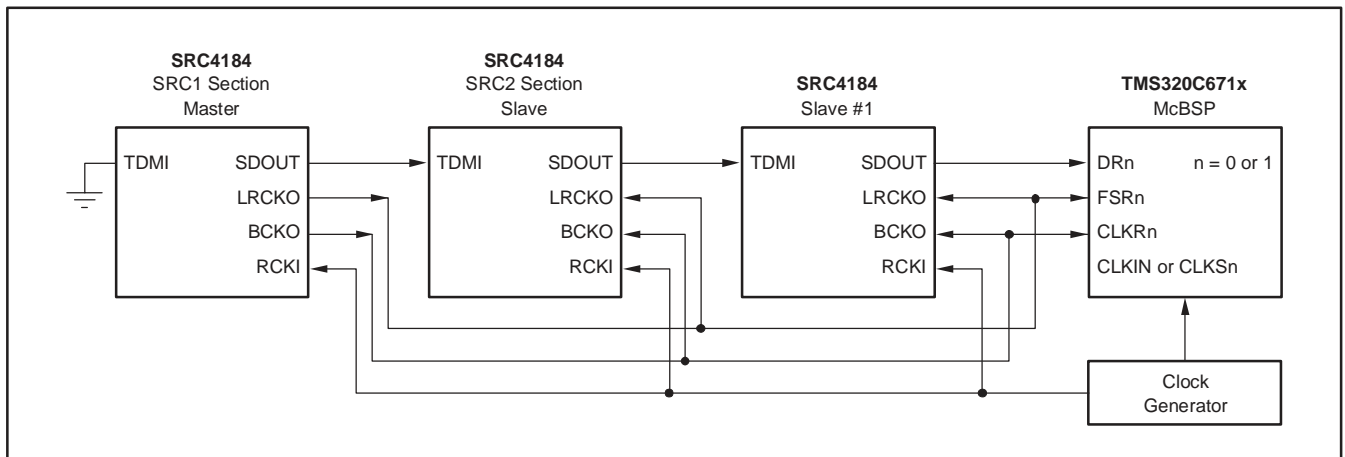 SRC4184
SRC1 Section
Master
TDMI
SDOUT
LRCKO
BCKO
RCKI
SRC4184
SRC2 Section
Slave
TDMI
SDOUT
LRCKO
BCKO
RCKI
SRC4184
Slave #1
TDMI
SDOUT
LRCKO
BCKO
RCKI
TMS320C671x
McBSP
DRn n = 0 or 1
FSRn
CLKRn
CLKIN or CLKSn
Clock
Generator